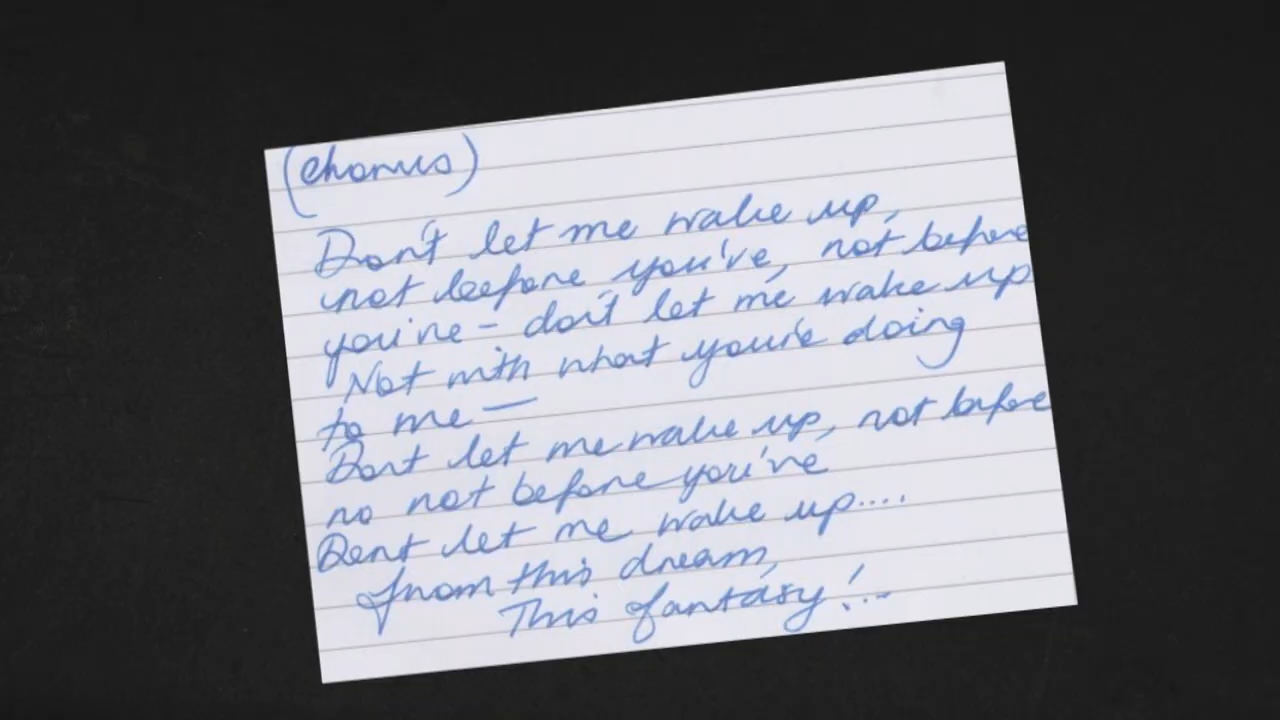 (Chorus)
Don't let me wake up,
not before you've, not before
you're - don't let me wake up
Not with what you're doing
to me —
Dont let me wake up, not before
no not before you've
Dont let me wake up....
from this dream,
This fantasy!...